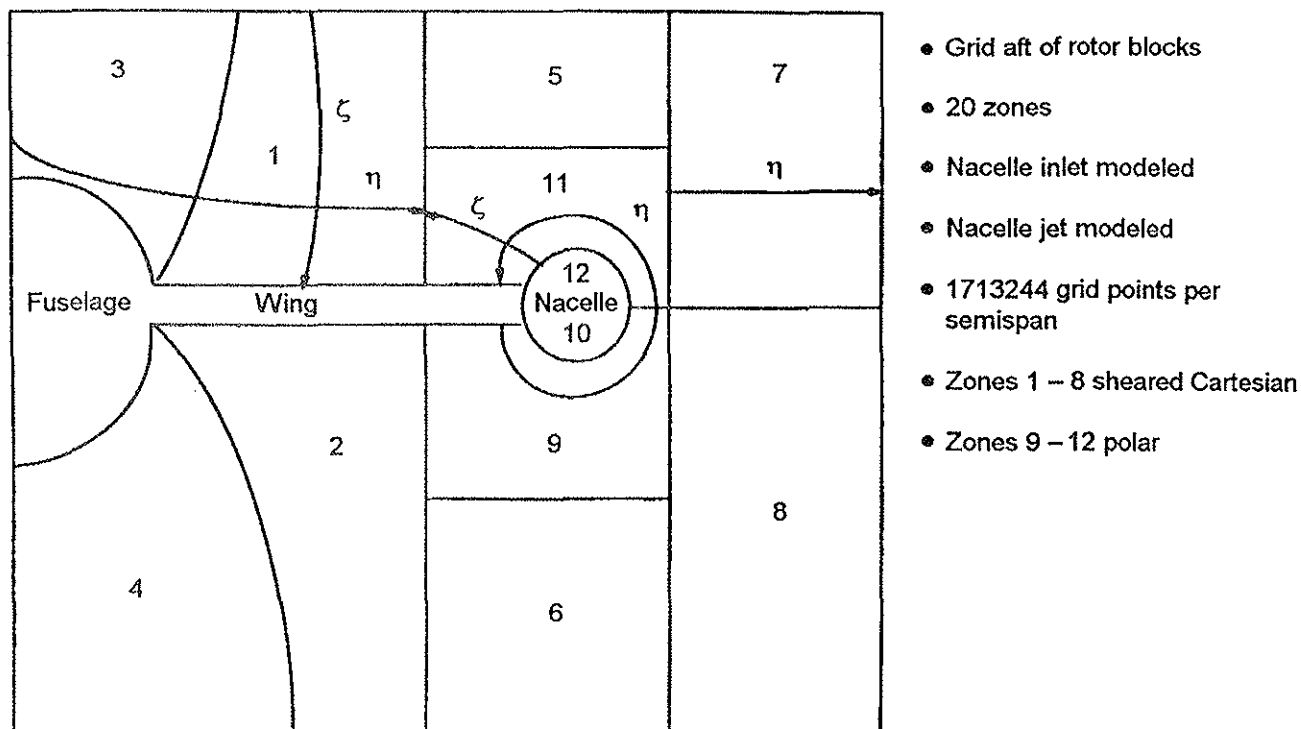 3
5
7
ζ
1
η
11
ζ
η
η
12
Fuselage
Wing
Nacelle
10
2
9
8
4
6
• Grid aft of rotor blocks
• 20 zones
• Nacelle inlet modeled
• Nacelle jet modeled
• 1713244 grid points per
semispan
• Zones 1 – 8 sheared Cartesian
• Zones 9 – 12 polar